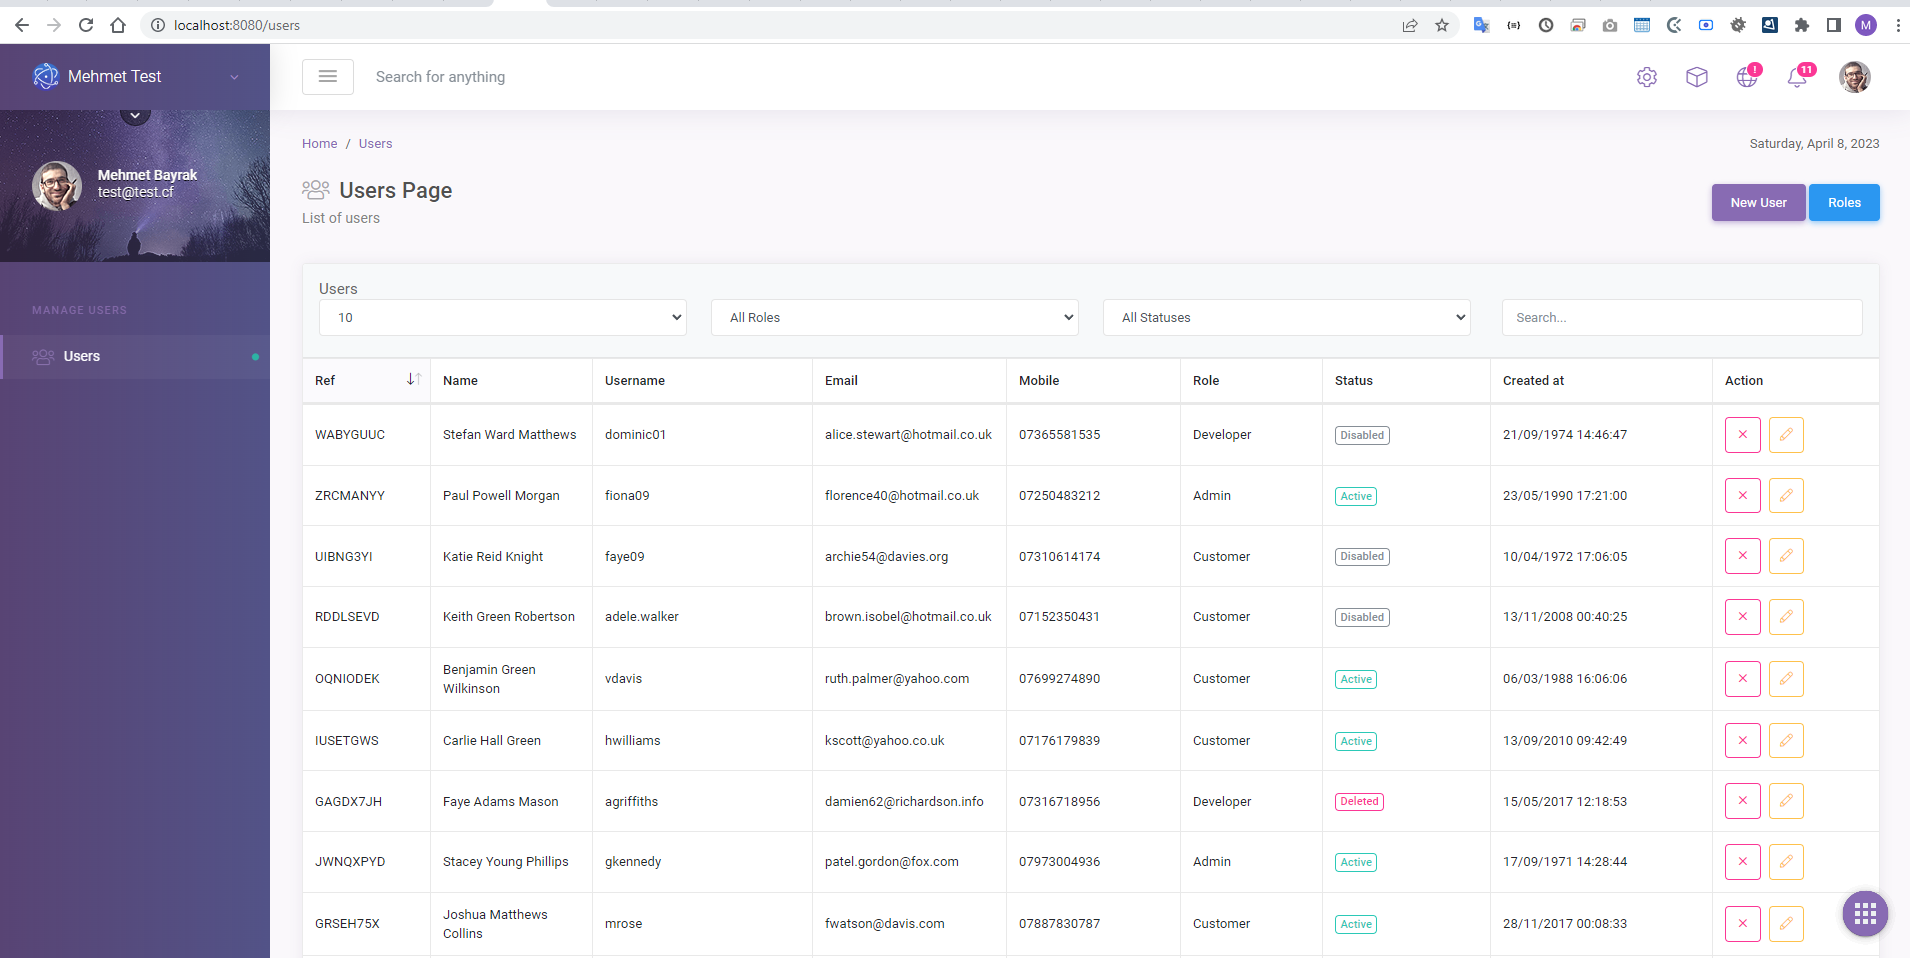 localhost:8080/users
M
Mehmet Test
Search for anything
!
11
Mehmet Bayrak
test@test.cf
MANAGE USERS
Users
Home / Users
Saturday, April 8, 2023
Users Page
List of users
New User
Roles
Users
10
All Roles
All Statuses
Search...
Ref Name Username Email Mobile Role Status Created at Action
WABYGUUC Stefan Ward Matthews dominic01 alice.stewart@hotmail.co.uk 07365581535 Developer Disabled 21/09/1974 14:46:47
ZRCMANYY Paul Powell Morgan fiona09 florence40@hotmail.co.uk 07250483212 Admin Active 23/05/1990 17:21:00
UIBNG3YI Katie Reid Knight faye09 archie54@davies.org 07310614174 Customer Disabled 10/04/1972 17:06:05
RDDLSEVD Keith Green Robertson adele.walker brown.isobel@hotmail.co.uk 07152350431 Customer Disabled 13/11/2008 00:40:25
OQNIODEK Benjamin Green Wilkinson vdavis ruth.palmer@yahoo.com 07699274890 Customer Active 06/03/1988 16:06:06
IUSETGWS Carlie Hall Green hwilliams kscott@yahoo.co.uk 07176179839 Customer Active 13/09/2010 09:42:49
GAGDX7JH Faye Adams Mason agriffiths damien62@richardson.info 07316718956 Developer Deleted 15/05/2017 12:18:53
JWNQXPYD Stacey Young Phillips gkennedy patel.gordon@fox.com 07973004936 Admin Active 17/09/1971 14:28:44
GRSEH75X Joshua Matthews Collins mrose fwatson@davis.com 07887830787 Customer Active 28/11/2017 00:08:33